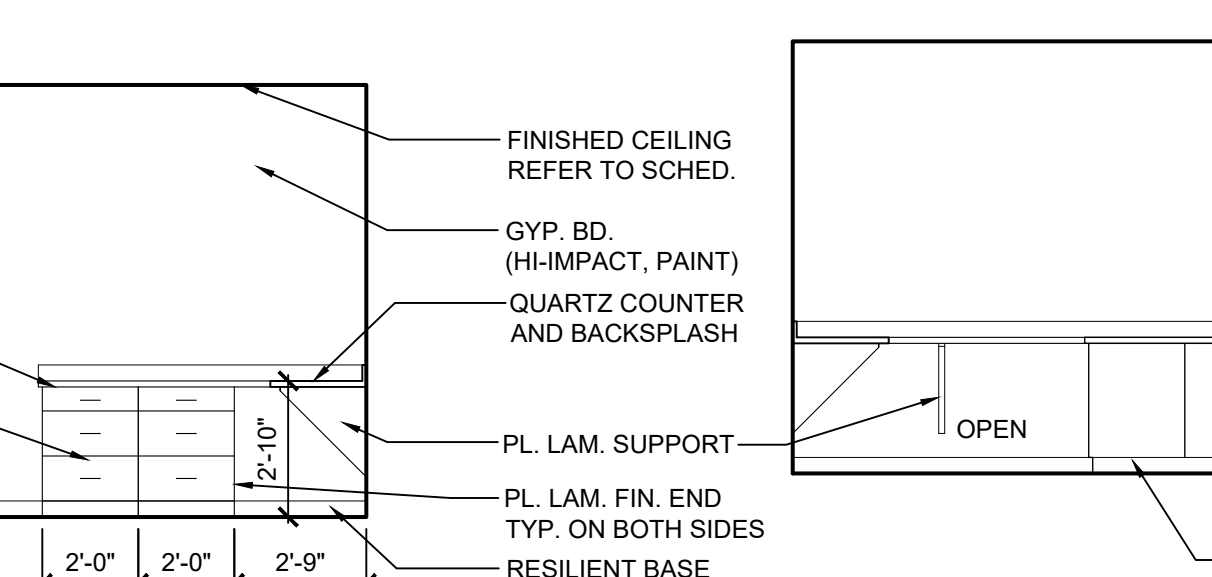 FINISHED CEILING
REFER TO SCHED.
GYP. BD.
(HI-IMPACT, PAINT)
QUARTZ COUNTER
AND BACKSPLASH
PL. LAM. SUPPORT
OPEN
2'-10"
PL. LAM. FIN. END
TYP. ON BOTH SIDES
2'-0"
2'-0"
2'-9"
RESILIENT BASE